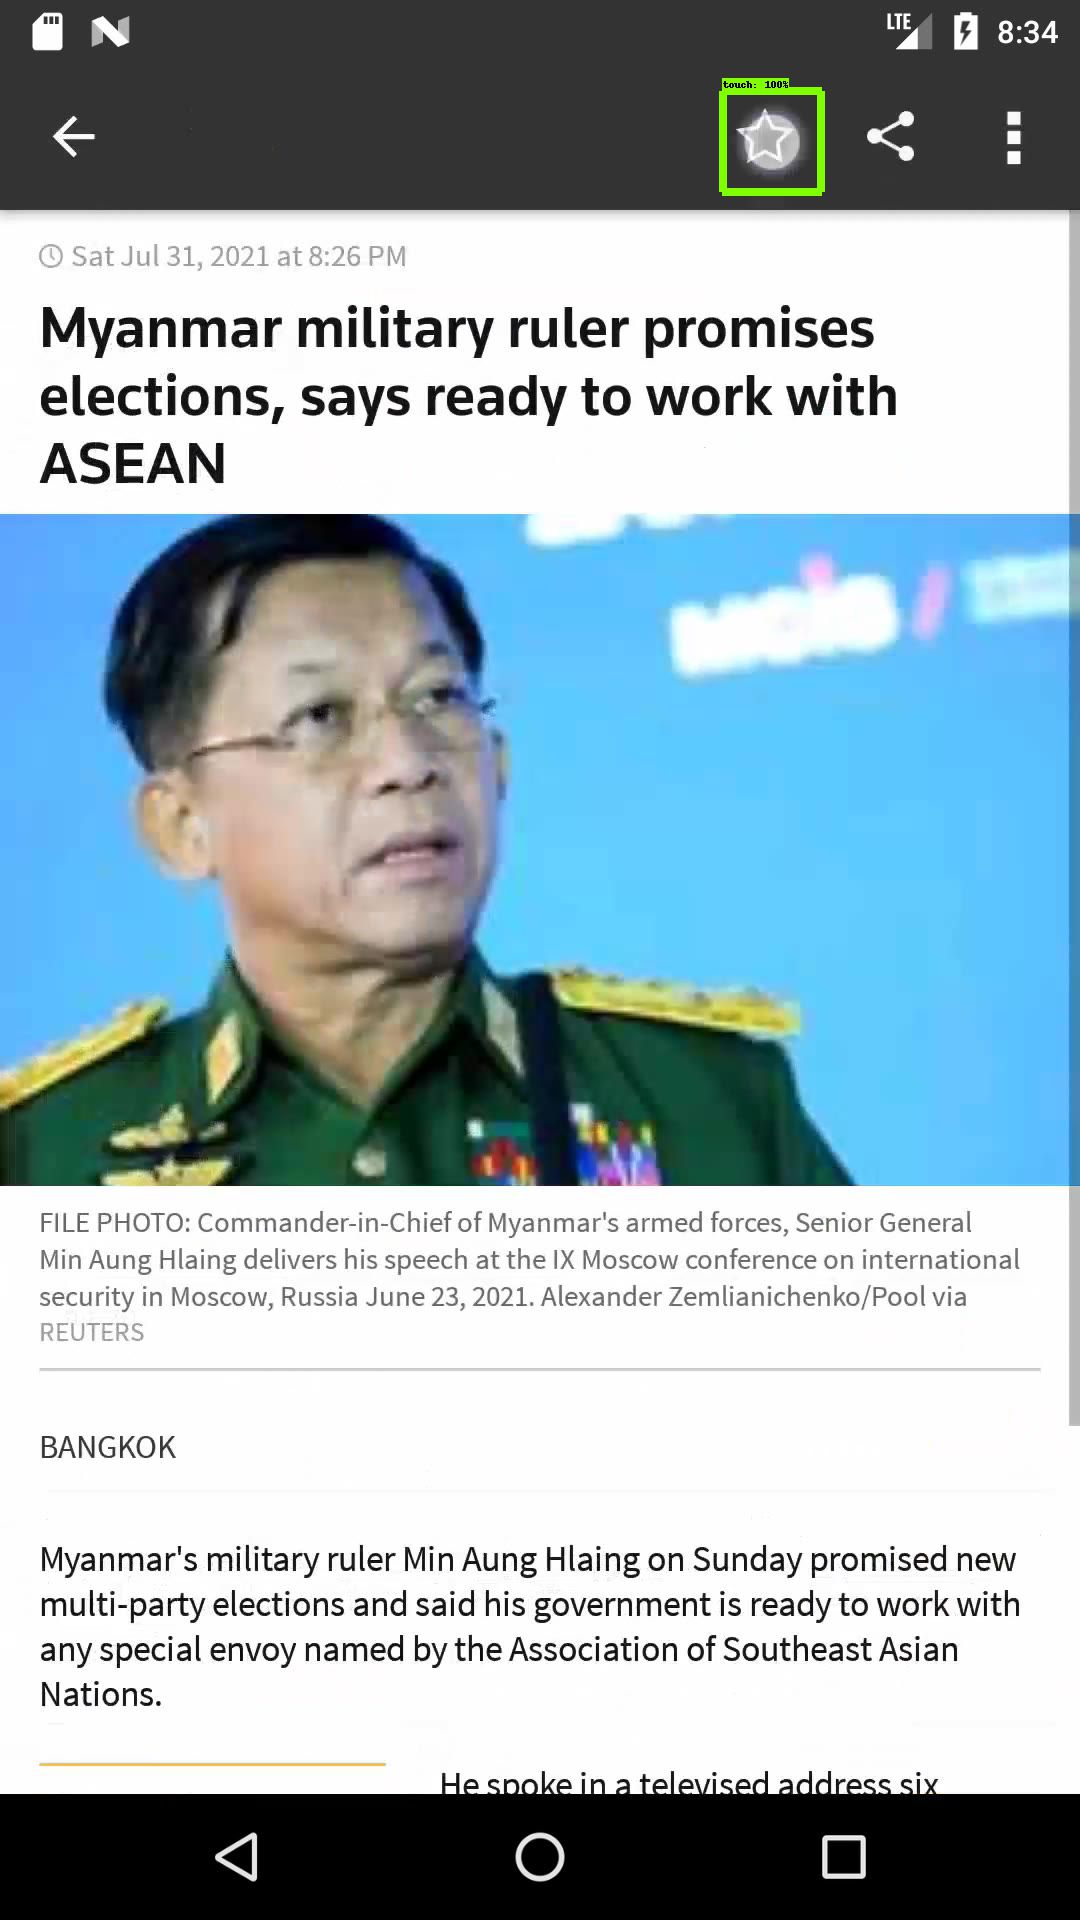 LTE 8:34
touch: 100%
Sat Jul 31, 2021 at 8:26 PM
Myanmar military ruler promises
elections, says ready to work with
ASEAN
FILE PHOTO: Commander-in-Chief of Myanmar's armed forces, Senior General
Min Aung Hlaing delivers his speech at the IX Moscow conference on international
security in Moscow, Russia June 23, 2021. Alexander Zemlianichenko/Pool via
REUTERS
BANGKOK
Myanmar's military ruler Min Aung Hlaing on Sunday promised new
multi-party elections and said his government is ready to work with
any special envoy named by the Association of Southeast Asian
Nations.
He spoke in a televised address six